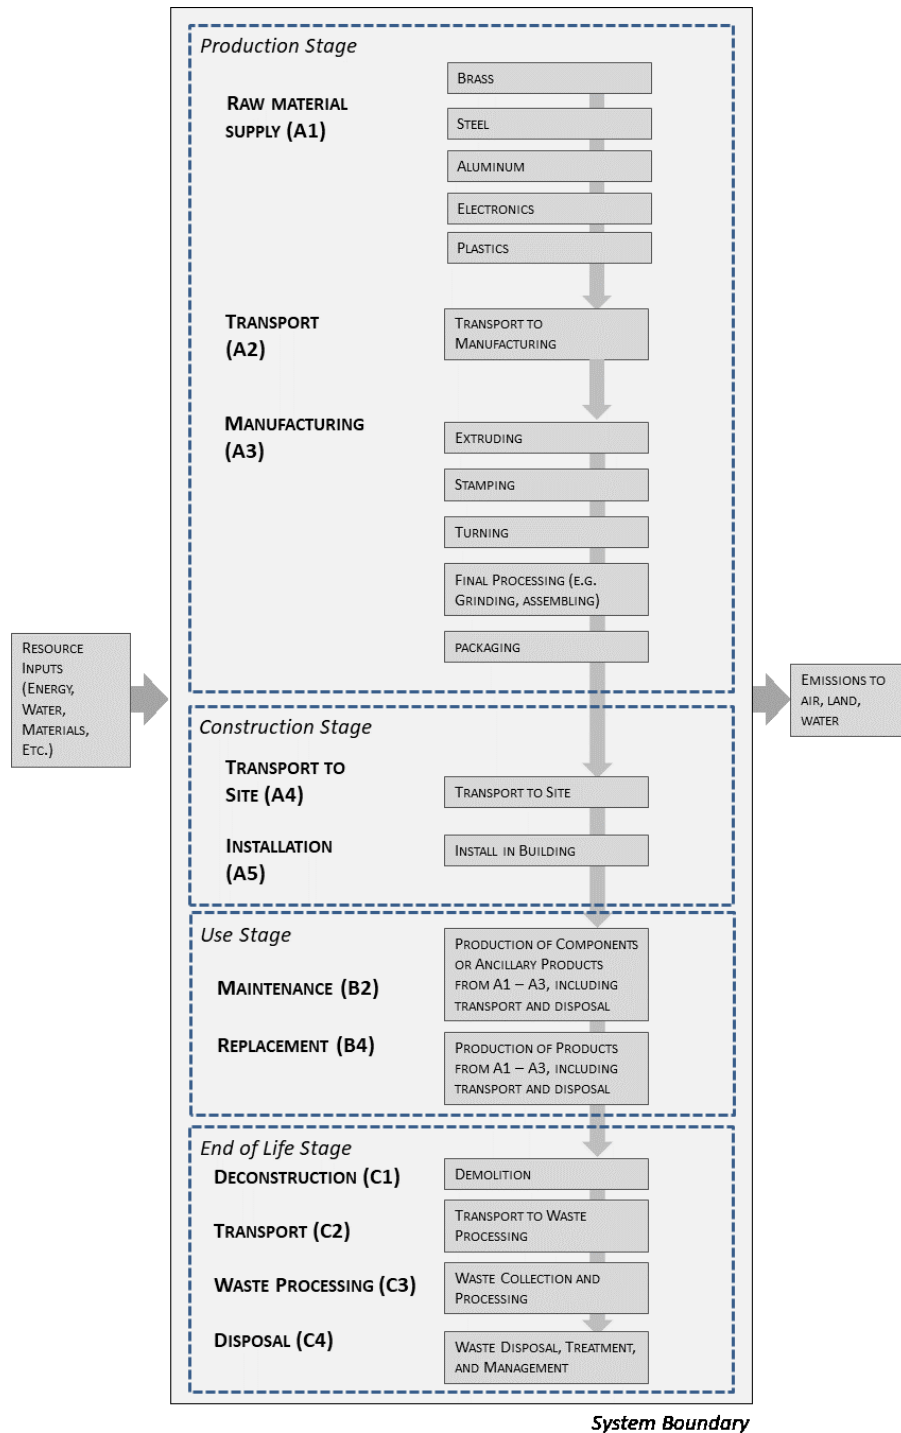 Production Stage
BRASS
RAW MATERIAL
SUPPLY (A1)
STEEL
ALUMINUM
ELECTRONICS
PLASTICS
TRANSPORT
(A2)
TRANSPORT TO
MANUFACTURING
MANUFACTURING
(A3)
EXTRUDING
STAMPING
TURNING
FINAL PROCESSING (E.G.
GRINDING, ASSEMBLING)
PACKAGING
RESOURCE
INPUTS
(ENERGY,
WATER,
MATERIALS,
ETC.)
EMISSIONS TO
AIR, LAND,
WATER
Construction Stage
TRANSPORT TO
SITE (A4)
TRANSPORT TO SITE
INSTALLATION
(A5)
INSTALL IN BUILDING
Use Stage
MAINTENANCE (B2)
PRODUCTION OF COMPONENTS
OR ANCILLARY PRODUCTS
FROM A1 – A3, INCLUDING
TRANSPORT AND DISPOSAL
REPLACEMENT (B4)
PRODUCTION OF PRODUCTS
FROM A1 – A3, INCLUDING
TRANSPORT AND DISPOSAL
End of Life Stage
DECONSTRUCTION (C1)
DEMOLITION
TRANSPORT (C2)
TRANSPORT TO WASTE
PROCESSING
WASTE PROCESSING (C3)
WASTE COLLECTION AND
PROCESSING
DISPOSAL (C4)
WASTE DISPOSAL, TREATMENT,
AND MANAGEMENT
System Boundary